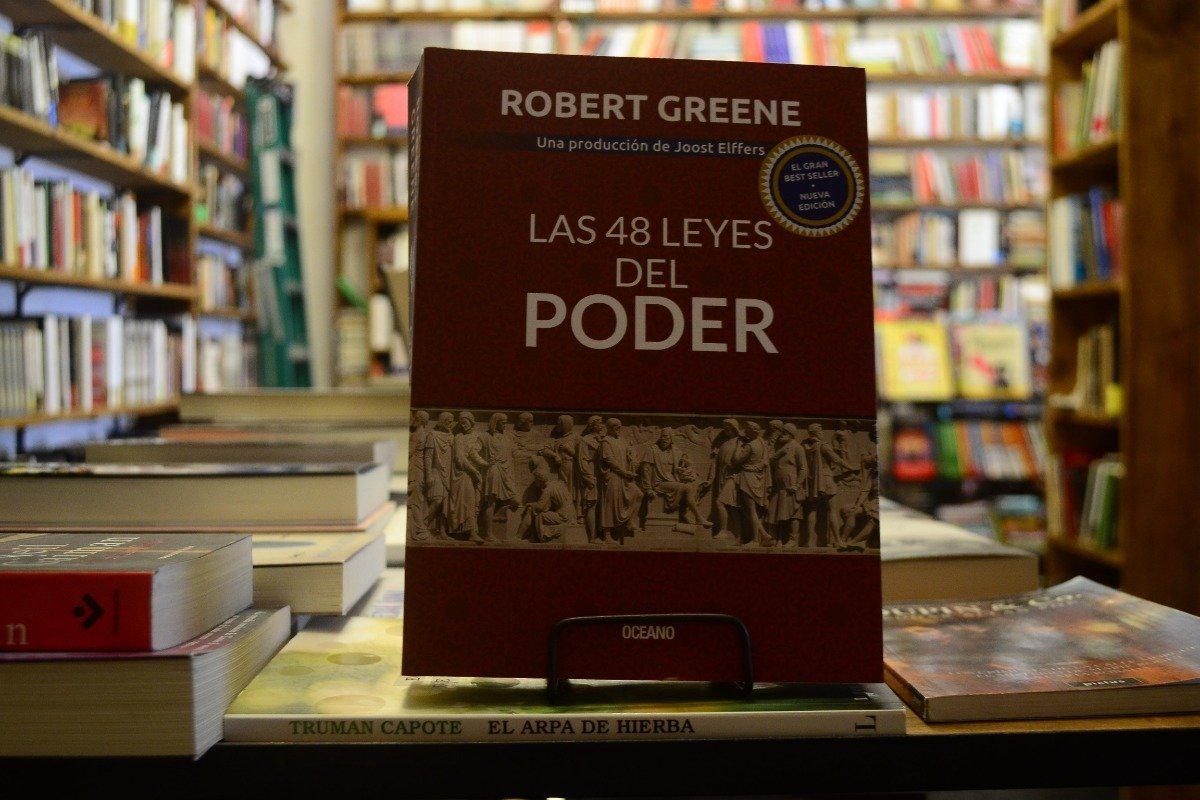 ROBERT GREENE
Una producción de Joost Elffers
EL GRAN
BEST SELLER
•
NUEVA
EDICIÓN
LAS 48 LEYES
DEL
PODER
OCEANO
n
TRUMAN CAPOTE EL ARPA DE HIERBA